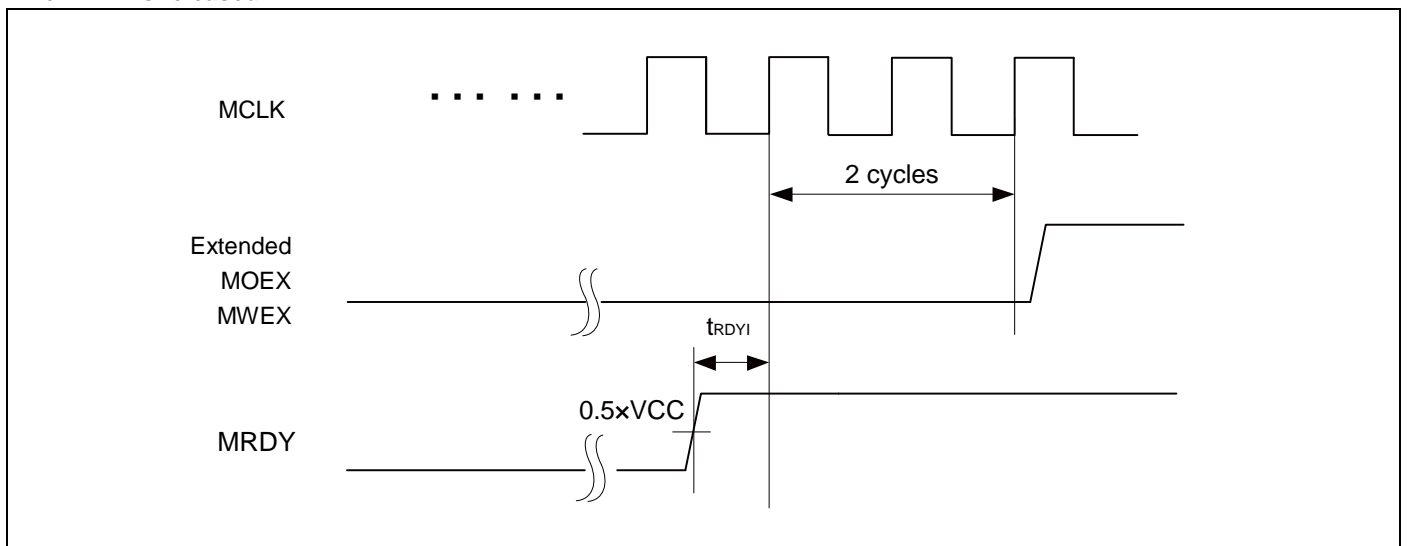 MCLK
2 cycles
Extended
MOEX
MWEX
tRDYI
0.5×VCC
MRDY